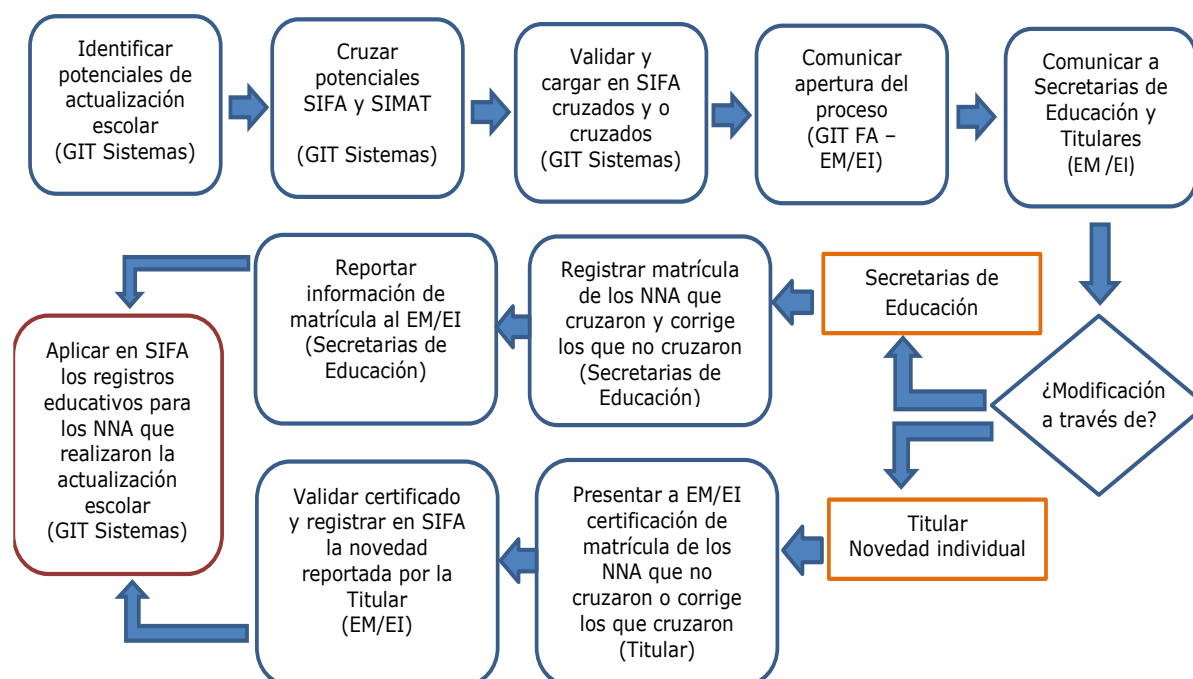 Identificar
potenciales de
actualización
escolar
(GIT Sistemas)
Cruzar
potenciales
SIFA y SIMAT
(GIT Sistemas)
Validar y
cargar en SIFA
cruzados y o
cruzados
(GIT Sistemas)
Comunicar
apertura del
proceso
(GIT FA –
EM/EI)
Comunicar a
Secretarias de
Educación y
Titulares
(EM /EI)
¿Modificación
a través de?
Secretarias de
Educación
Registrar matrícula
de los NNA que
cruzaron y corrige
los que no cruzaron
(Secretarias de
Educación)
Reportar
información de
matrícula al EM/EI
(Secretarias de
Educación)
Titular
Novedad individual
Presentar a EM/EI
certificación de
matrícula de los
NNA que no
cruzaron o corrige
los que cruzaron
(Titular)
Validar certificado
y registrar en SIFA
la novedad
reportada por la
Titular
(EM/EI)
Aplicar en SIFA
los registros
educativos para
los NNA que
realizaron la
actualización
escolar
(GIT Sistemas)